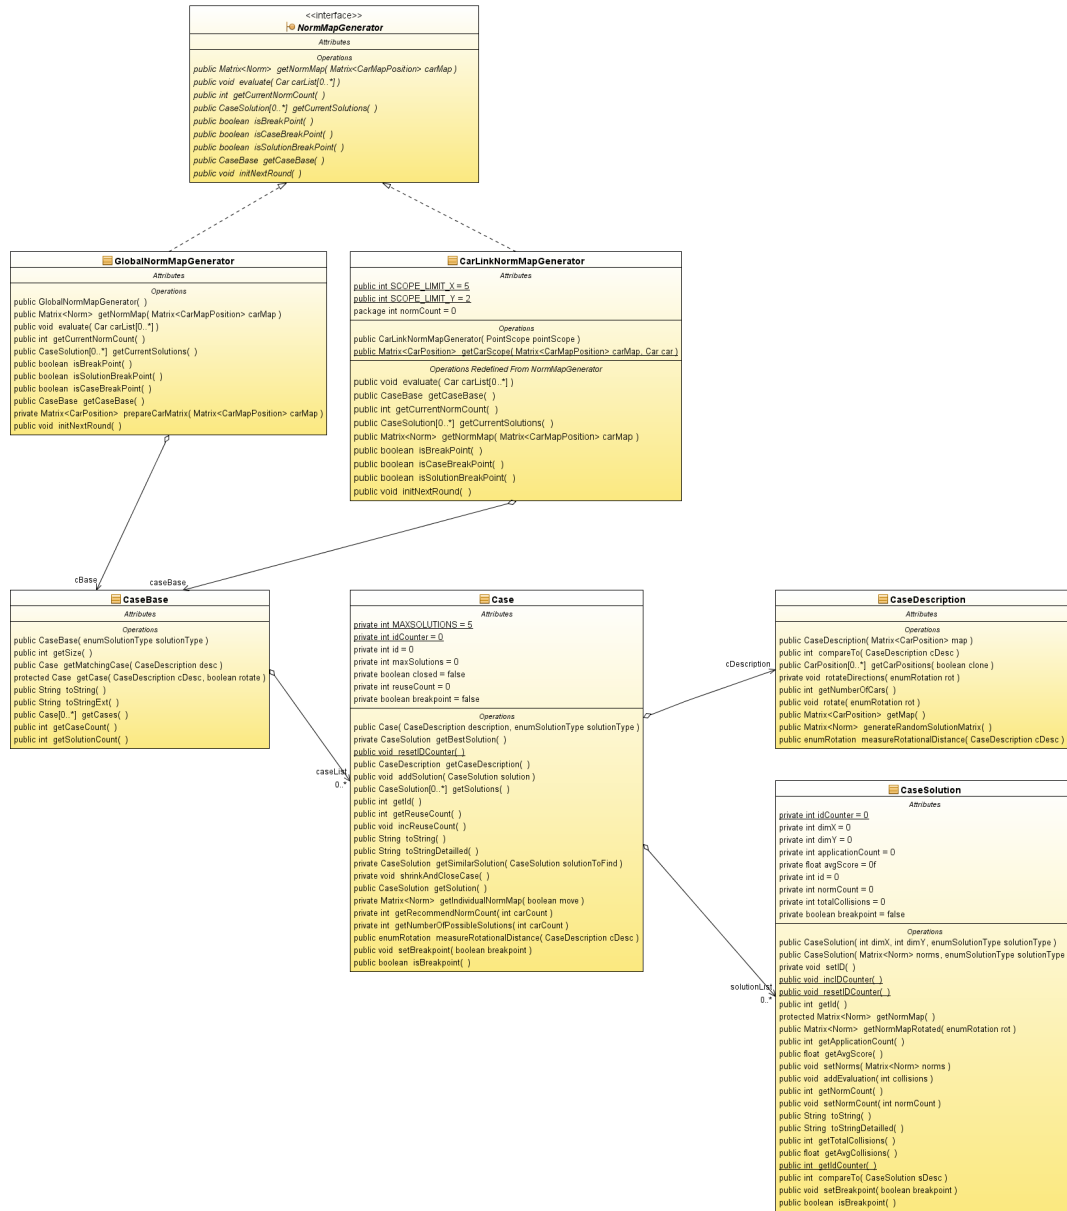 <<interface>>
NormMapGenerator
Attributes
Operations
public Matrix<Norm> getNormMap( Matrix<CarMapPosition> carMap )
public void evaluate( Car carList[0..*] )
public int getCurrentNormCount( )
public CaseSolution[0..*] getCurrentSolutions( )
public boolean isBreakPoint( )
public boolean isCaseBreakPoint( )
public boolean isSolutionBreakPoint( )
public CaseBase getCaseBase( )
public void initNextRound( )
GlobalNormMapGenerator
Attributes
Operations
public GlobalNormMapGenerator( )
public Matrix<Norm> getNormMap( Matrix<CarMapPosition> carMap )
public void evaluate( Car carList[0..*] )
public int getCurrentNormCount( )
public CaseSolution[0..*] getCurrentSolutions( )
public boolean isBreakPoint( )
public boolean isSolutionBreakPoint( )
public boolean isCaseBreakPoint( )
public CaseBase getCaseBase( )
private Matrix<CarPosition> prepareCarMatrix( Matrix<CarMapPosition> carMap )
public void initNextRound( )
CarLinkNormMapGenerator
Attributes
public int SCOPE_LIMIT_X = 5
public int SCOPE_LIMIT_Y = 2
package int normCount = 0
Operations
public CarLinkNormMapGenerator( PointScope pointScope )
public Matrix<CarPosition> getCarScope( Matrix<CarMapPosition> carMap, Car car )
Operations Redefined From NormMapGenerator
public void evaluate( Car carList[0..*] )
public CaseBase getCaseBase( )
public int getCurrentNormCount( )
public CaseSolution[0..*] getCurrentSolutions( )
public Matrix<Norm> getNormMap( Matrix<CarMapPosition> carMap )
public boolean isBreakPoint( )
public boolean isCaseBreakPoint( )
public boolean isSolutionBreakPoint( )
public void initNextRound( )
cBase
caseBase
CaseBase
Attributes
Operations
public CaseBase( enumSolutionType solutionType )
public int getSize( )
public Case getMatchingCase( CaseDescription desc )
protected Case getCase( CaseDescription cDesc, boolean rotate )
public String toString( )
public String toStringExt( )
public Case[0..*] getCases( )
public int getCaseCount( )
public int getSolutionCount( )
caseList
0..*
Case
Attributes
private int MAXSOLUTIONS = 5
private int idCounter = 0
private int id = 0
private int maxSolutions = 0
private boolean closed = false
private int reuseCount = 0
private boolean breakpoint = false
Operations
public Case( CaseDescription description, enumSolutionType solutionType )
private CaseSolution getBestSolution( )
public void resetIDCounter( )
public CaseDescription getCaseDescription( )
public void addSolution( CaseSolution solution )
public CaseSolution[0..*] getSolutions( )
public int getId( )
public int getReuseCount( )
public void incReuseCount( )
public String toString( )
public String toStringDetailled( )
private CaseSolution getSimilarSolution( CaseSolution solutionToFind )
private void shrinkAndCloseCase( )
public CaseSolution getSolution( )
private Matrix<Norm> getIndividualNormMap( boolean move )
private int getRecommendNormCount( int carCount )
private int getNumberOfPossibleSolutions( int carCount )
public enumRotation measureRotationalDistance( CaseDescription cDesc )
public void setBreakpoint( boolean breakpoint )
public boolean isBreakpoint( )
cDescription
CaseDescription
Attributes
Operations
public CaseDescription( Matrix<CarPosition> map )
public int compareTo( CaseDescription cDesc )
public CarPosition[0..*] getCarPositions( boolean clone )
private void rotateDirections( enumRotation rot )
public int getNumberOfCars( )
public void rotate( enumRotation rot )
public Matrix<CarPosition> getMap( )
public Matrix<Norm> generateRandomSolutionMatrix( )
public enumRotation measureRotationalDistance( CaseDescription cDesc )
solutionList
0..*
CaseSolution
Attributes
private int idCounter = 0
private int dimX = 0
private int dimY = 0
private int applicationCount = 0
private float avgScore = 0f
private int id = 0
private int normCount = 0
private int totalCollisions = 0
private boolean breakpoint = false
Operations
public CaseSolution( int dimX, int dimY, enumSolutionType solutionType )
public CaseSolution( Matrix<Norm> norms, enumSolutionType solutionType
private void setID( )
public void incIDCounter( )
public void resetIDCounter( )
public int getId( )
protected Matrix<Norm> getNormMap( )
public Matrix<Norm> getNormMapRotated( enumRotation rot )
public int getApplicationCount( )
public float getAvgScore( )
public void setNorms( Matrix<Norm> norms )
public void addEvaluation( int collisions )
public int getNormCount( )
public void setNormCount( int normCount )
public String toString( )
public String toStringDetailled( )
public int getTotalCollisions( )
public float getAvgCollisions( )
public int getIdCounter( )
public int compareTo( CaseSolution sDesc )
public void setBreakpoint( boolean breakpoint )
public boolean isBreakpoint( )